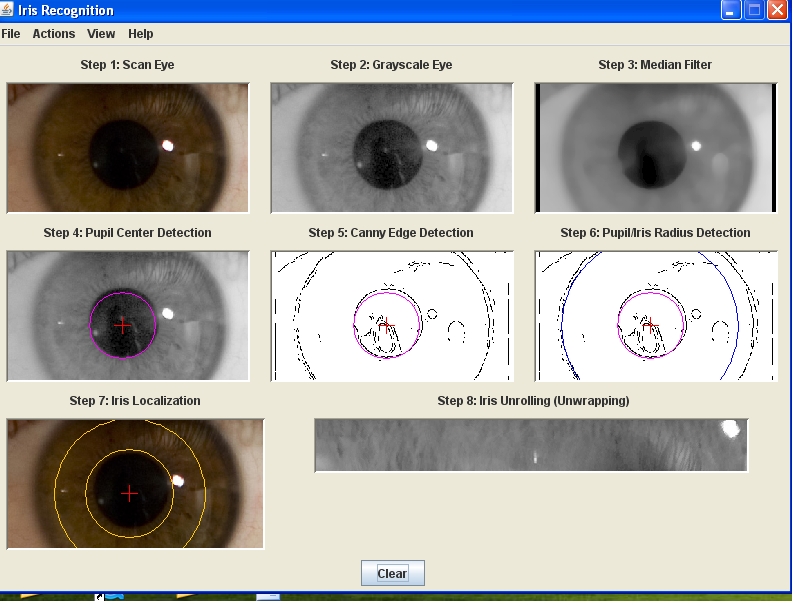 Iris Recognition
File Actions View Help
Step 1: Scan Eye
Step 2: Grayscale Eye
Step 3: Median Filter
Step 4: Pupil Center Detection
Step 5: Canny Edge Detection
Step 6: Pupil/Iris Radius Detection
Step 7: Iris Localization
Step 8: Iris Unrolling (Unwrapping)
Clear